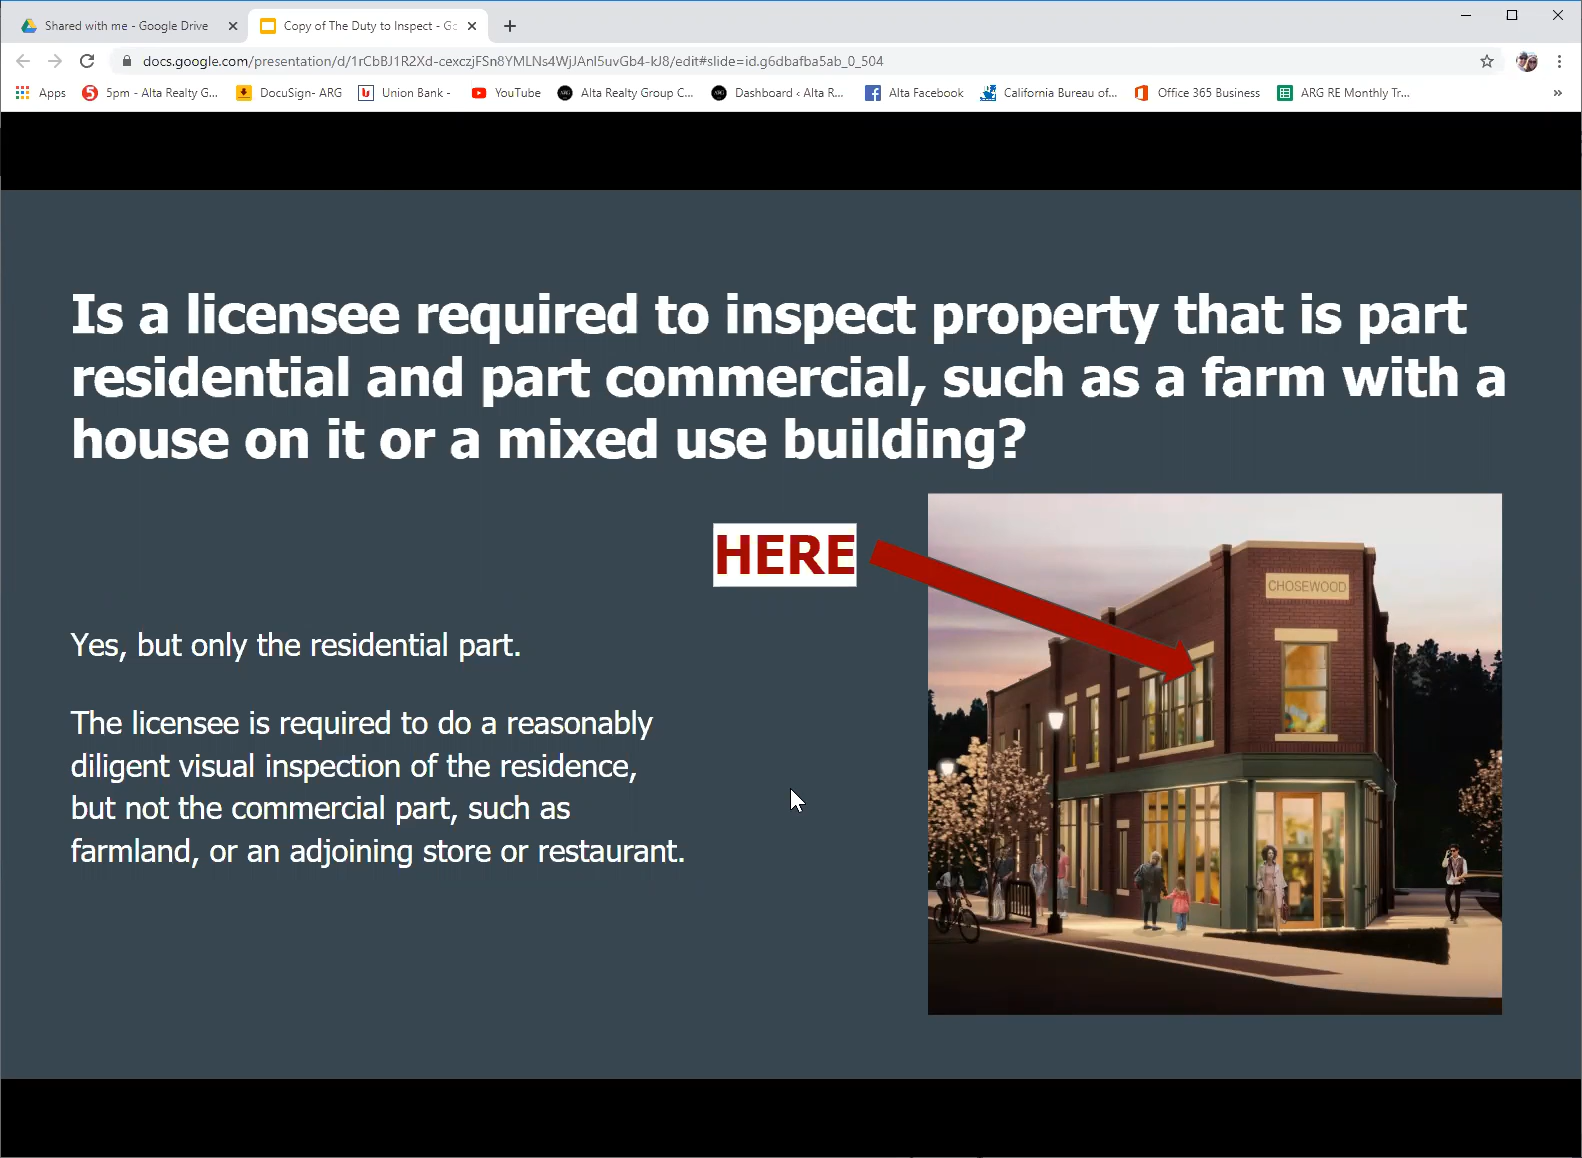 Shared with me - Google Drive
Copy of The Duty to Inspect - Go
docs.google.com/presentation/d/1rCbBJ1R2Xd-cexczjFSn8YMLNs4WjJAnI5uvGb4-kJ8/edit#slide=id.g6dbafba5ab_0_504
Apps 5pm - Alta Realty G... DocuSign- ARG Union Bank - YouTube Alta Realty Group C... Dashboard ‹ Alta R... Alta Facebook California Bureau of... Office 365 Business ARG RE Monthly Tr... »
Is a licensee required to inspect property that is part
residential and part commercial, such as a farm with a
house on it or a mixed use building?
HERE
CHOSEWOOD
Yes, but only the residential part.
The licensee is required to do a reasonably
diligent visual inspection of the residence,
but not the commercial part, such as
farmland, or an adjoining store or restaurant.